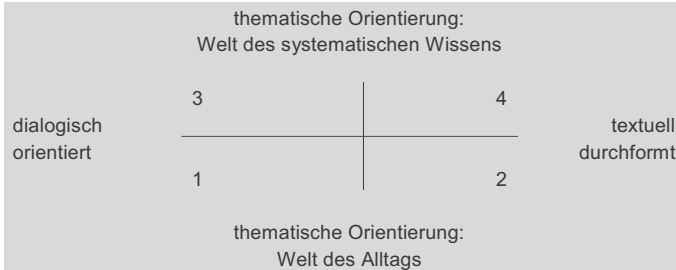 thematische Orientierung:
Welt des systematischen Wissens
3
4
dialogisch
orientiert
textuell
durchformt
1
2
thematische Orientierung:
Welt des Alltags